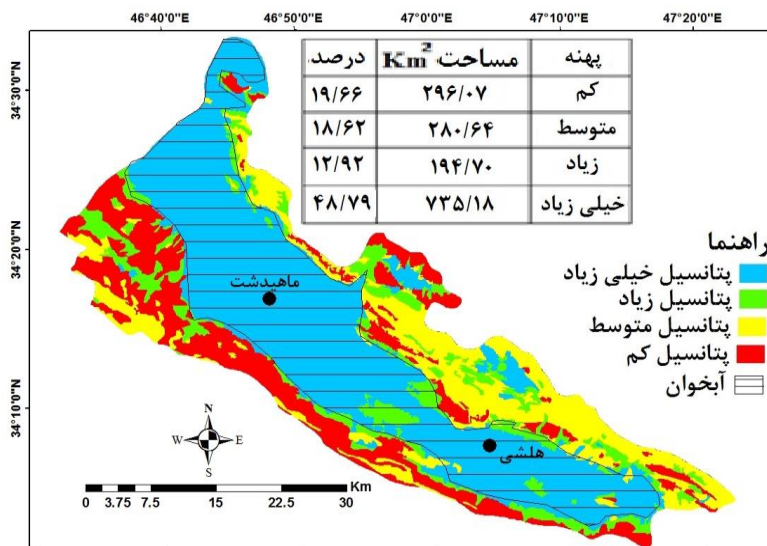 46°40'0"E 46°50'0"E 47°00'0"E 47°10'0"E 47°20'0"E
34°30'0"N
34°20'0"N
34°10'0"N
پهنه مساحت Km² درصد
کم ۲۹۶/۰۷ ۱۹/۶۶
متوسط ۲۸۰/۶۴ ۱۸/۶۲
زیاد ۱۹۴/۷۰ ۱۲/۹۲
خیلی زیاد ۷۳۵/۱۸ ۴۸/۷۹
راهنما
پتانسیل خیلی زیاد
پتانسیل زیاد
پتانسیل متوسط
پتانسیل کم
آبخوان
ماهیدشت
هلشی
N
W E
S
Km
0 3.75 7.5 15 22.5 30